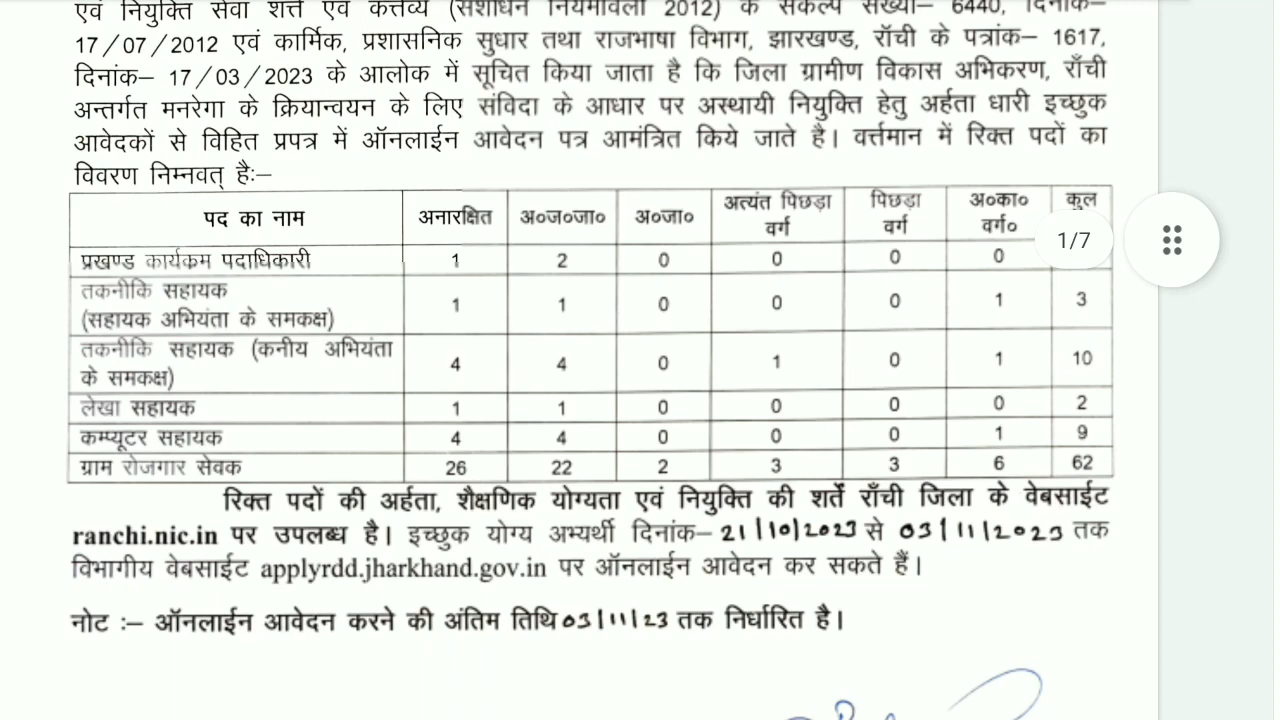 एवं नियुक्ति सेवा शर्त्त एवं कर्त्तव्य (संशोधन नियमावली 2012) के संकल्प संख्या– 6440, दिनांक–
17/07/2012 एवं कार्मिक, प्रशासनिक सुधार तथा राजभाषा विभाग, झारखण्ड, राँची के पत्रांक– 1617,
दिनांक– 17/03/2023 के आलोक में सूचित किया जाता है कि जिला ग्रामीण विकास अभिकरण, राँची
अन्तर्गत मनरेगा के क्रियान्वयन के लिए संविदा के आधार पर अस्थायी नियुक्ति हेतु अर्हता धारी इच्छुक
आवेदकों से विहित प्रपत्र में ऑनलाईन आवेदन पत्र आमंत्रित किये जाते है। वर्त्तमान में रिक्त पदों का
विवरण निम्नवत् हैः–
पद का नाम अनारक्षित अ०ज०जा० अ०जा० अत्यंत पिछड़ा वर्ग पिछड़ा वर्ग अ०का० वर्ग० कुल
प्रखण्ड कार्यकम पदाधिकारी 1 2 0 0 0 0
1/7
तकनीकि सहायक
(सहायक अभियंता के समकक्ष) 1 1 0 0 0 1 3
तकनीकि सहायक (कनीय अभियंता
के समकक्ष) 4 4 0 1 0 1 10
लेखा सहायक 1 1 0 0 0 0 2
कम्प्यूटर सहायक 4 4 0 0 0 1 9
ग्राम रोजगार सेवक 26 22 2 3 3 6 62
रिक्त पदों की अर्हता, शैक्षणिक योग्यता एवं नियुक्ति की शर्तें राँची जिला के वेबसाईट
ranchi.nic.in पर उपलब्ध है। इच्छुक योग्य अभ्यर्थी दिनांक– 21/10/2023 से 03/11/2023 तक
विभागीय वेबसाईट applyrdd.jharkhand.gov.in पर ऑनलाईन आवेदन कर सकते हैं।
नोट :– ऑनलाईन आवेदन करने की अंतिम तिथि 03/11/23 तक निर्धारित है।